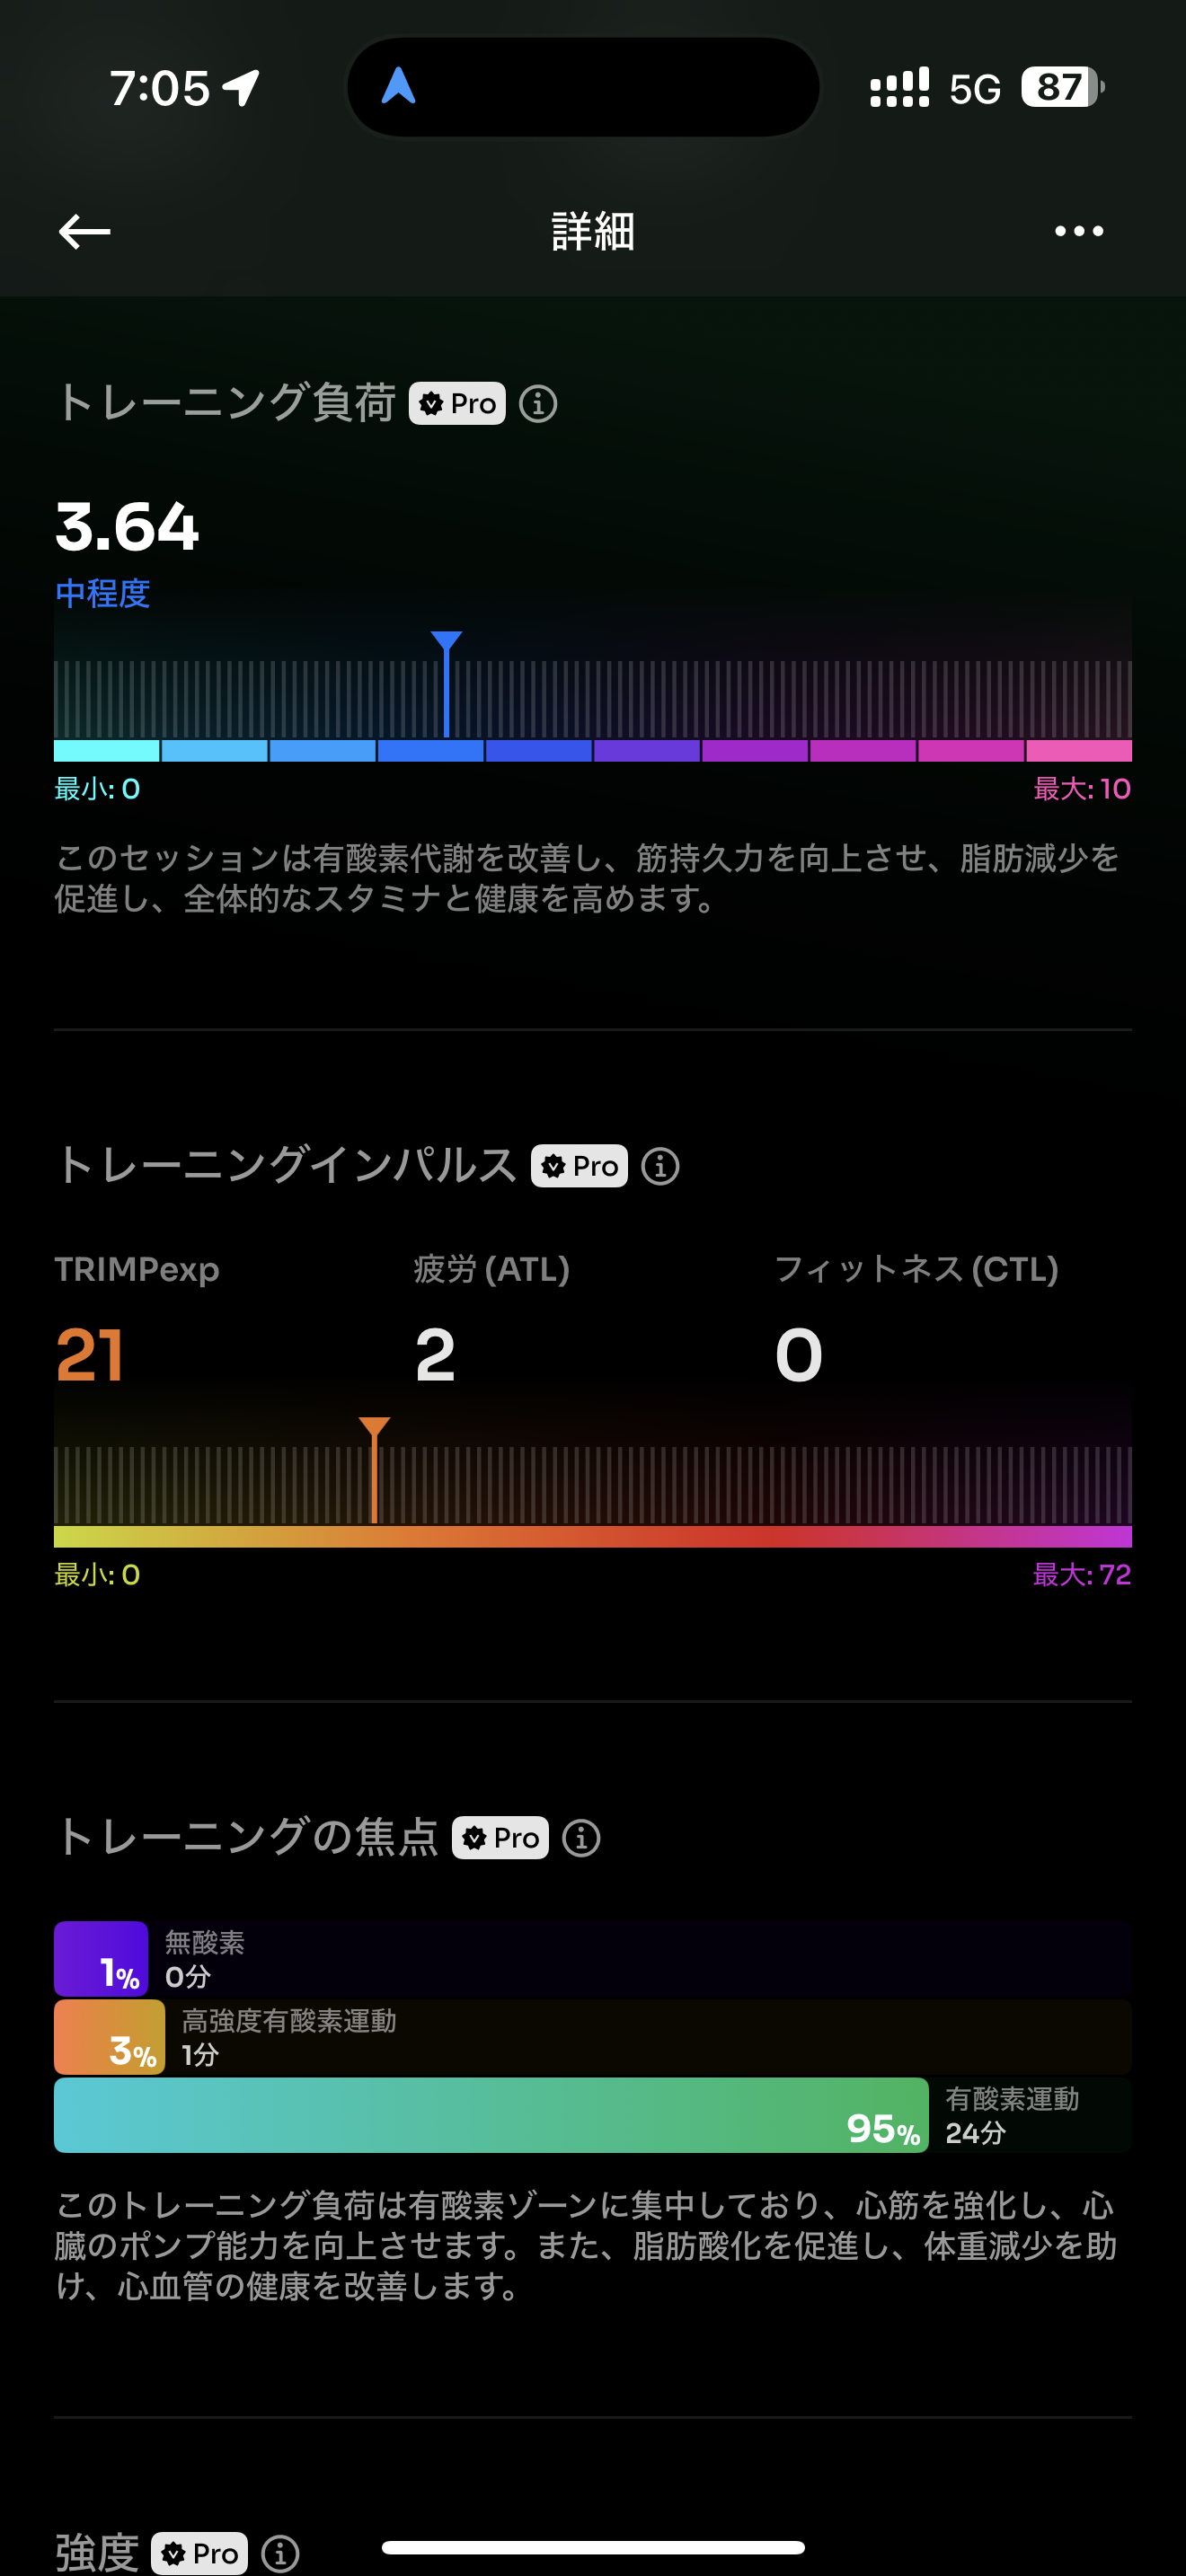 7:05
5G
87
詳細
トレーニング負荷 Pro
3.64
中程度
最小: 0
最大: 10
このセッションは有酸素代謝を改善し、筋持久力を向上させ、脂肪減少を
促進し、全体的なスタミナと健康を高めます。
トレーニングインパルス Pro
TRIMPexp
疲労 (ATL)
フィットネス (CTL)
21
2
0
最小: 0
最大: 72
トレーニングの焦点 Pro
1%
無酸素
0分
3%
高強度有酸素運動
1分
95%
有酸素運動
24分
このトレーニング負荷は有酸素ゾーンに集中しており、心筋を強化し、心
臓のポンプ能力を向上させます。また、脂肪酸化を促進し、体重減少を助
け、心血管の健康を改善します。
強度 Pro